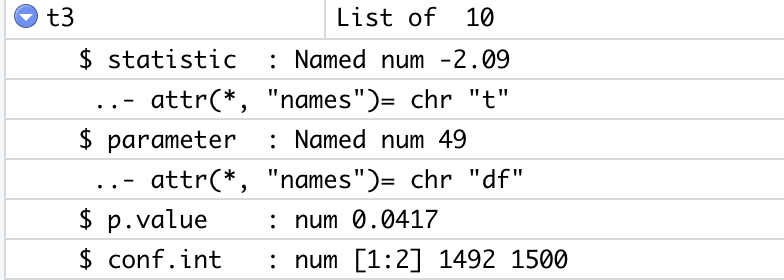 t3 List of  10
$ statistic  : Named num -2.09
..- attr(*, "names")= chr "t"
$ parameter  : Named num 49
..- attr(*, "names")= chr "df"
$ p.value    : num 0.0417
$ conf.int   : num [1:2] 1492 1500